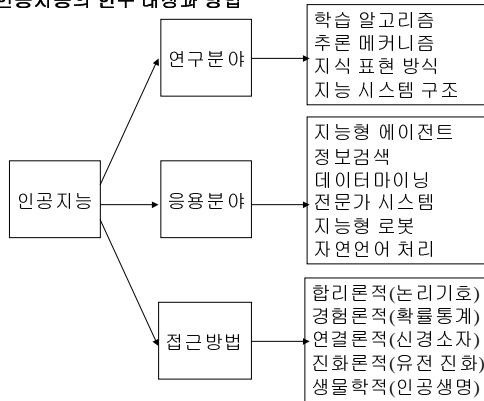 인공지능의 연구 대상과 방법
연구분야
학습 알고리즘
추론 메커니즘
지식 표현 방식
지능 시스템 구조
인공지능
응용분야
지능형 에이전트
정보검색
데이터마이닝
전문가 시스템
지능형 로봇
자연언어 처리
접근방법
합리론적(논리기호)
경험론적(확률통계)
연결론적(신경소자)
진화론적(유전 진화)
생물학적(인공생명)